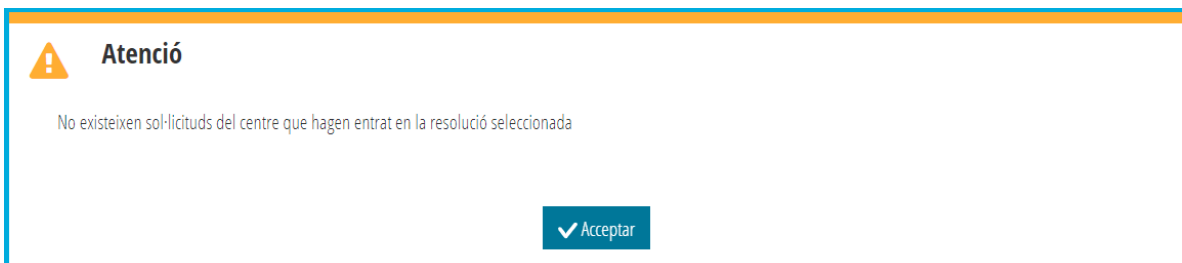 Atenció
No existeixen sol·licituds del centre que hagen entrat en la resolució seleccionada
Acceptar